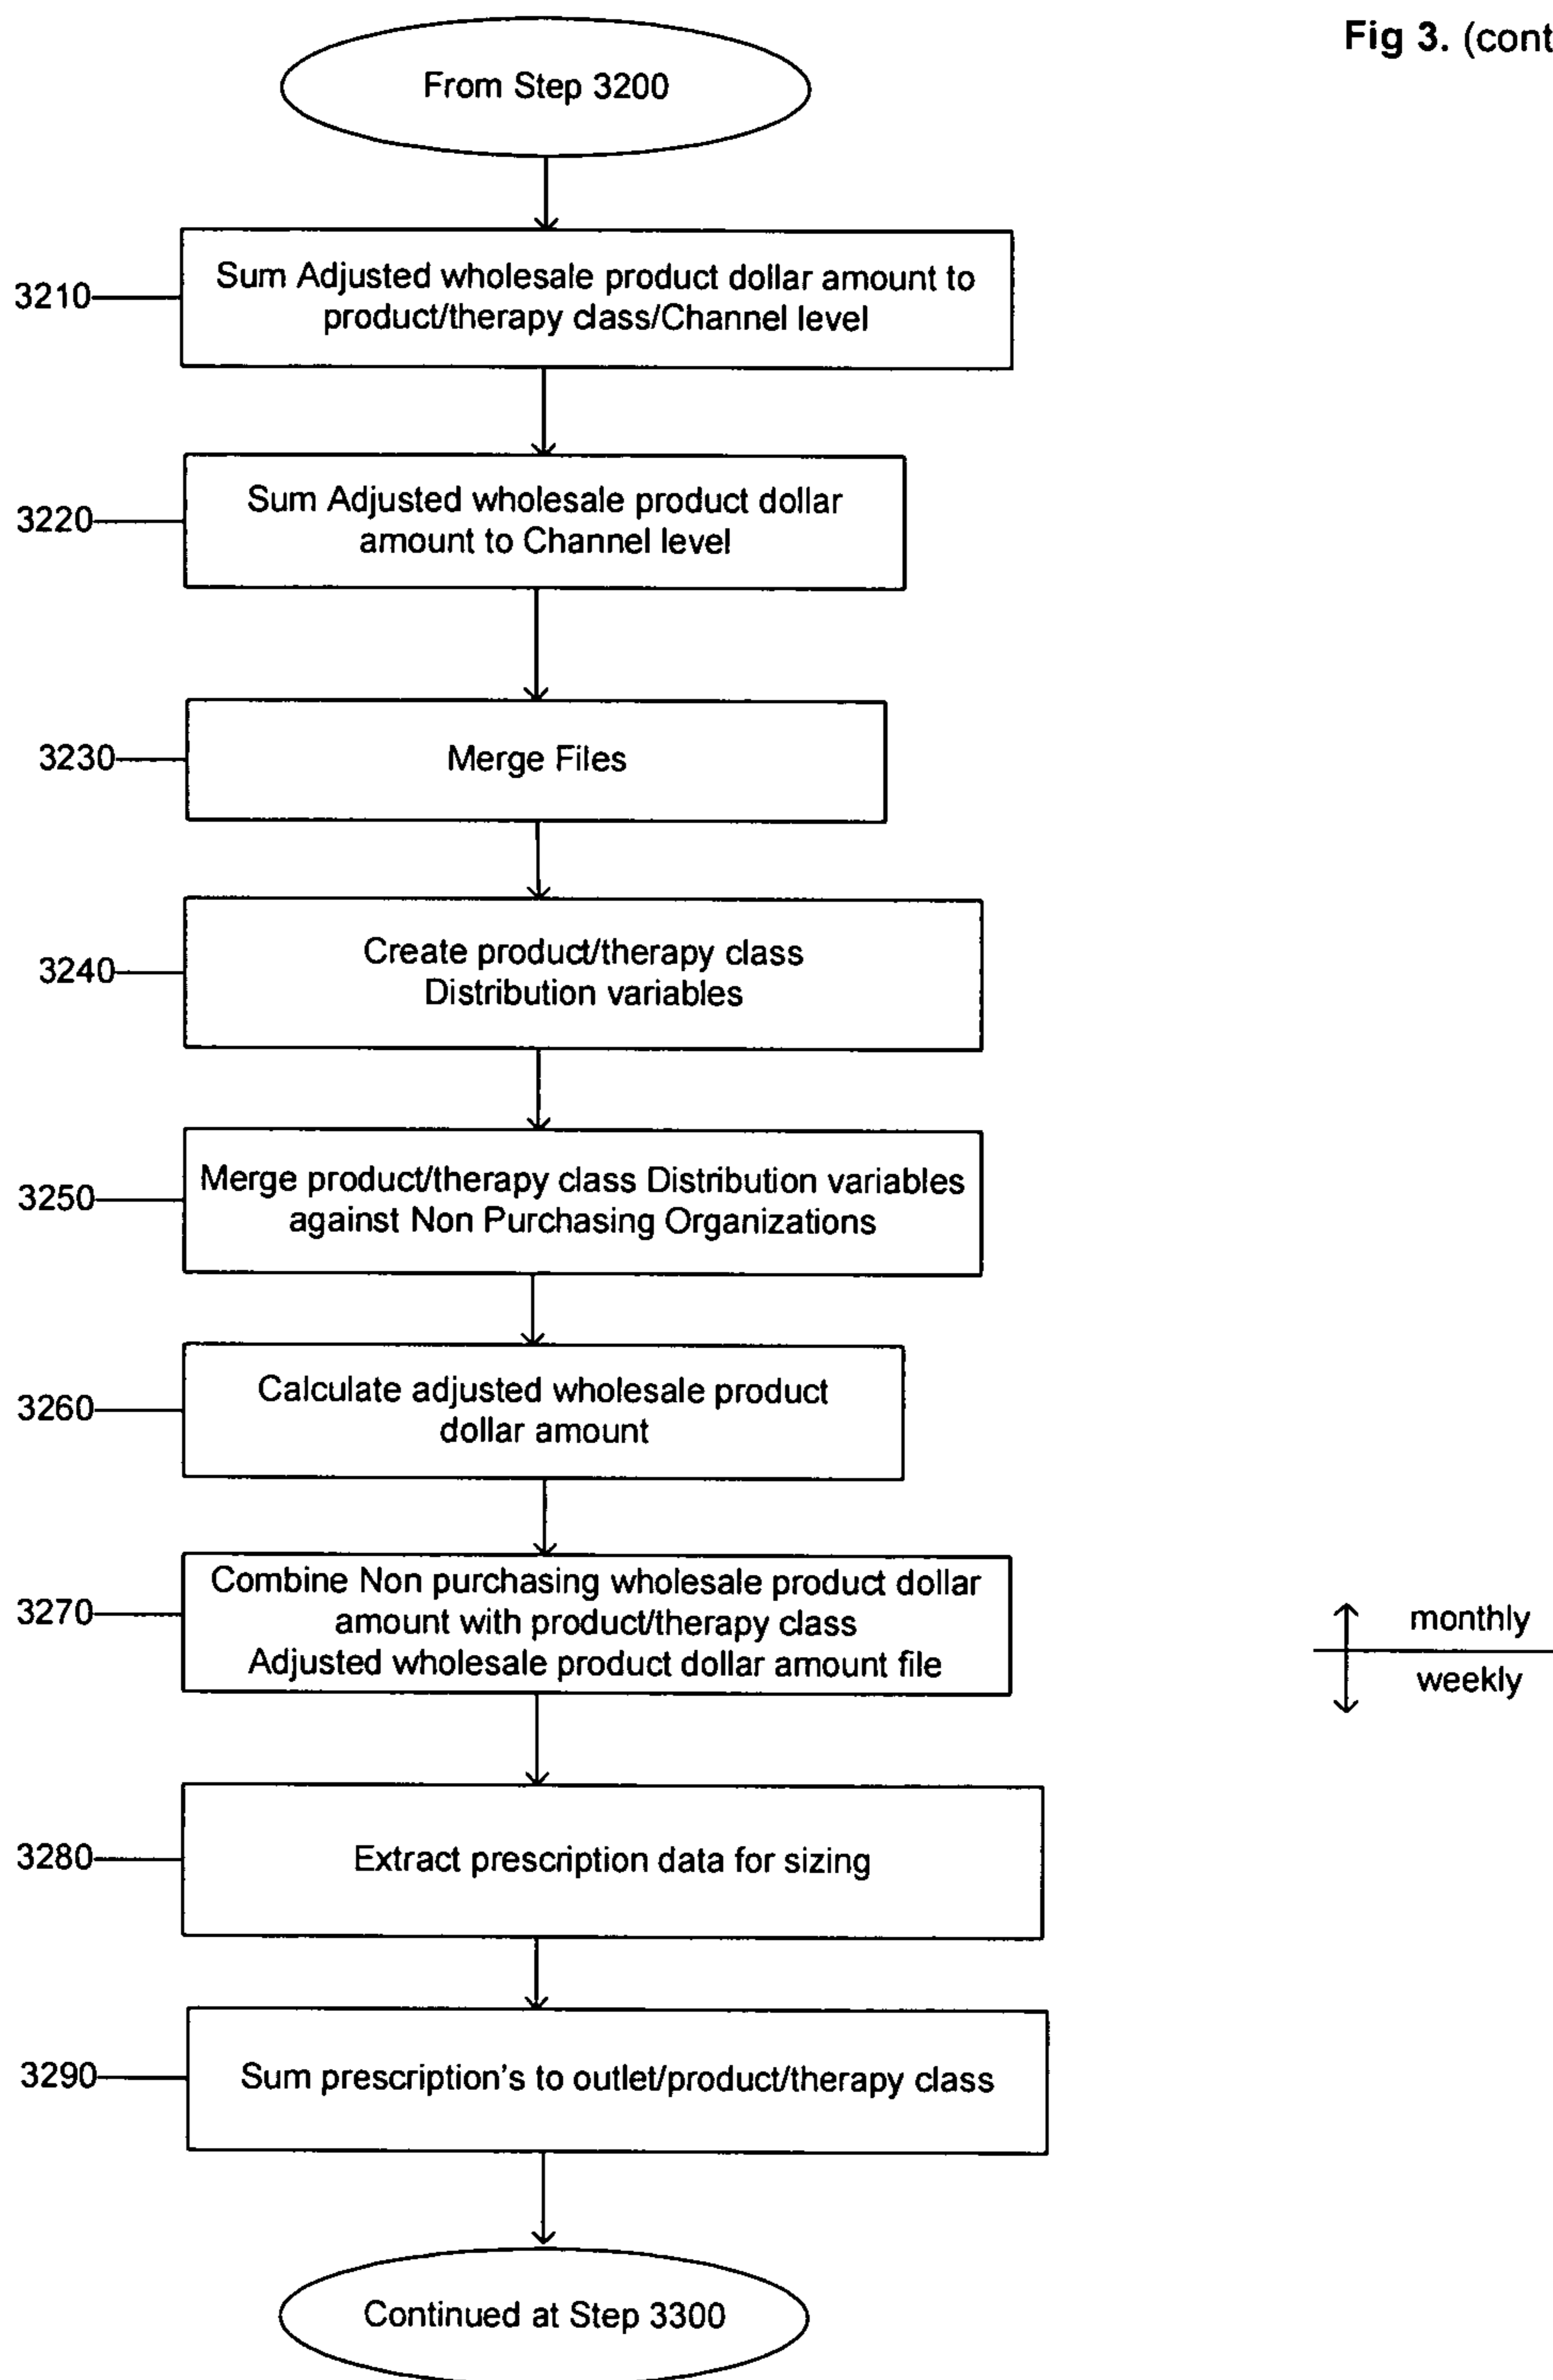 Fig 3. (cont
From Step 3200
3210
Sum Adjusted wholesale product dollar amount to
product/therapy class/Channel level
3220
Sum Adjusted wholesale product dollar
amount to Channel level
3230
Merge Files
3240
Create product/therapy class
Distribution variables
3250
Merge product/therapy class Distribution variables
against Non Purchasing Organizations
3260
Calculate adjusted wholesale product
dollar amount
3270
Combine Non purchasing wholesale product dollar
amount with product/therapy class
Adjusted wholesale product dollar amount file
monthly
weekly
3280
Extract prescription data for sizing
3290
Sum prescription's to outlet/product/therapy class
Continued at Step 3300